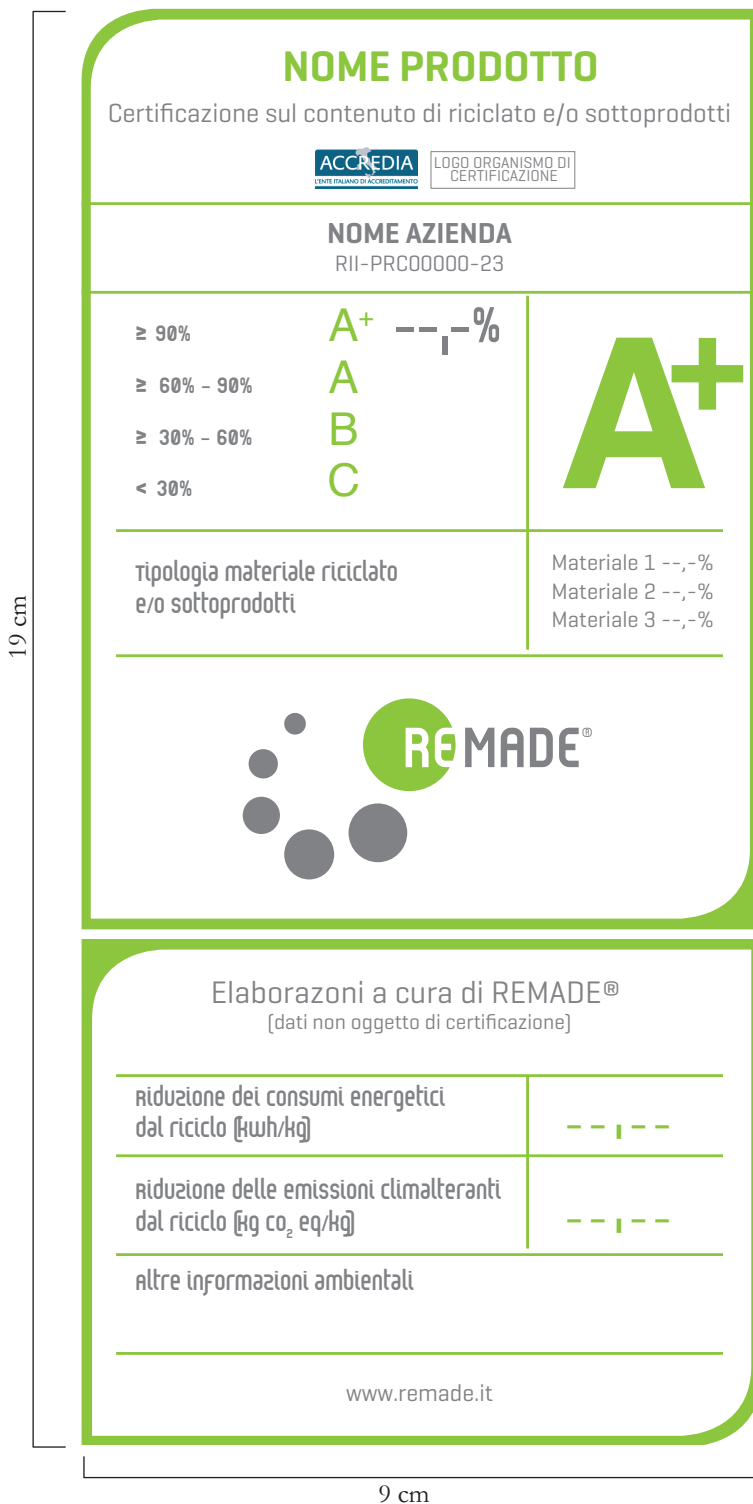 NOME PRODOTTO
Certificazione sul contenuto di riciclato e/o sottoprodotti
ACCREDIA
L'ENTE ITALIANO DI ACCREDITAMENTO
LOGO ORGANISMO DI
CERTIFICAZIONE
NOME AZIENDA
RII-PRC00000-23
≥ 90% A+ --,-%
≥ 60% - 90% A
≥ 30% - 60% B
< 30% C
A+
Tipologia materiale riciclato
e/o sottoprodotti
Materiale 1 --,-%
Materiale 2 --,-%
Materiale 3 --,-%
REMADE®
Elaborazoni a cura di REMADE®
(dati non oggetto di certificazione)
Riduzione dei consumi energetici
dal riciclo (kwh/kg)
--,--
Riduzione delle emissioni climalteranti
dal riciclo (kg co₂ eq/kg)
--,--
Altre informazioni ambientali
www.remade.it
19 cm
9 cm